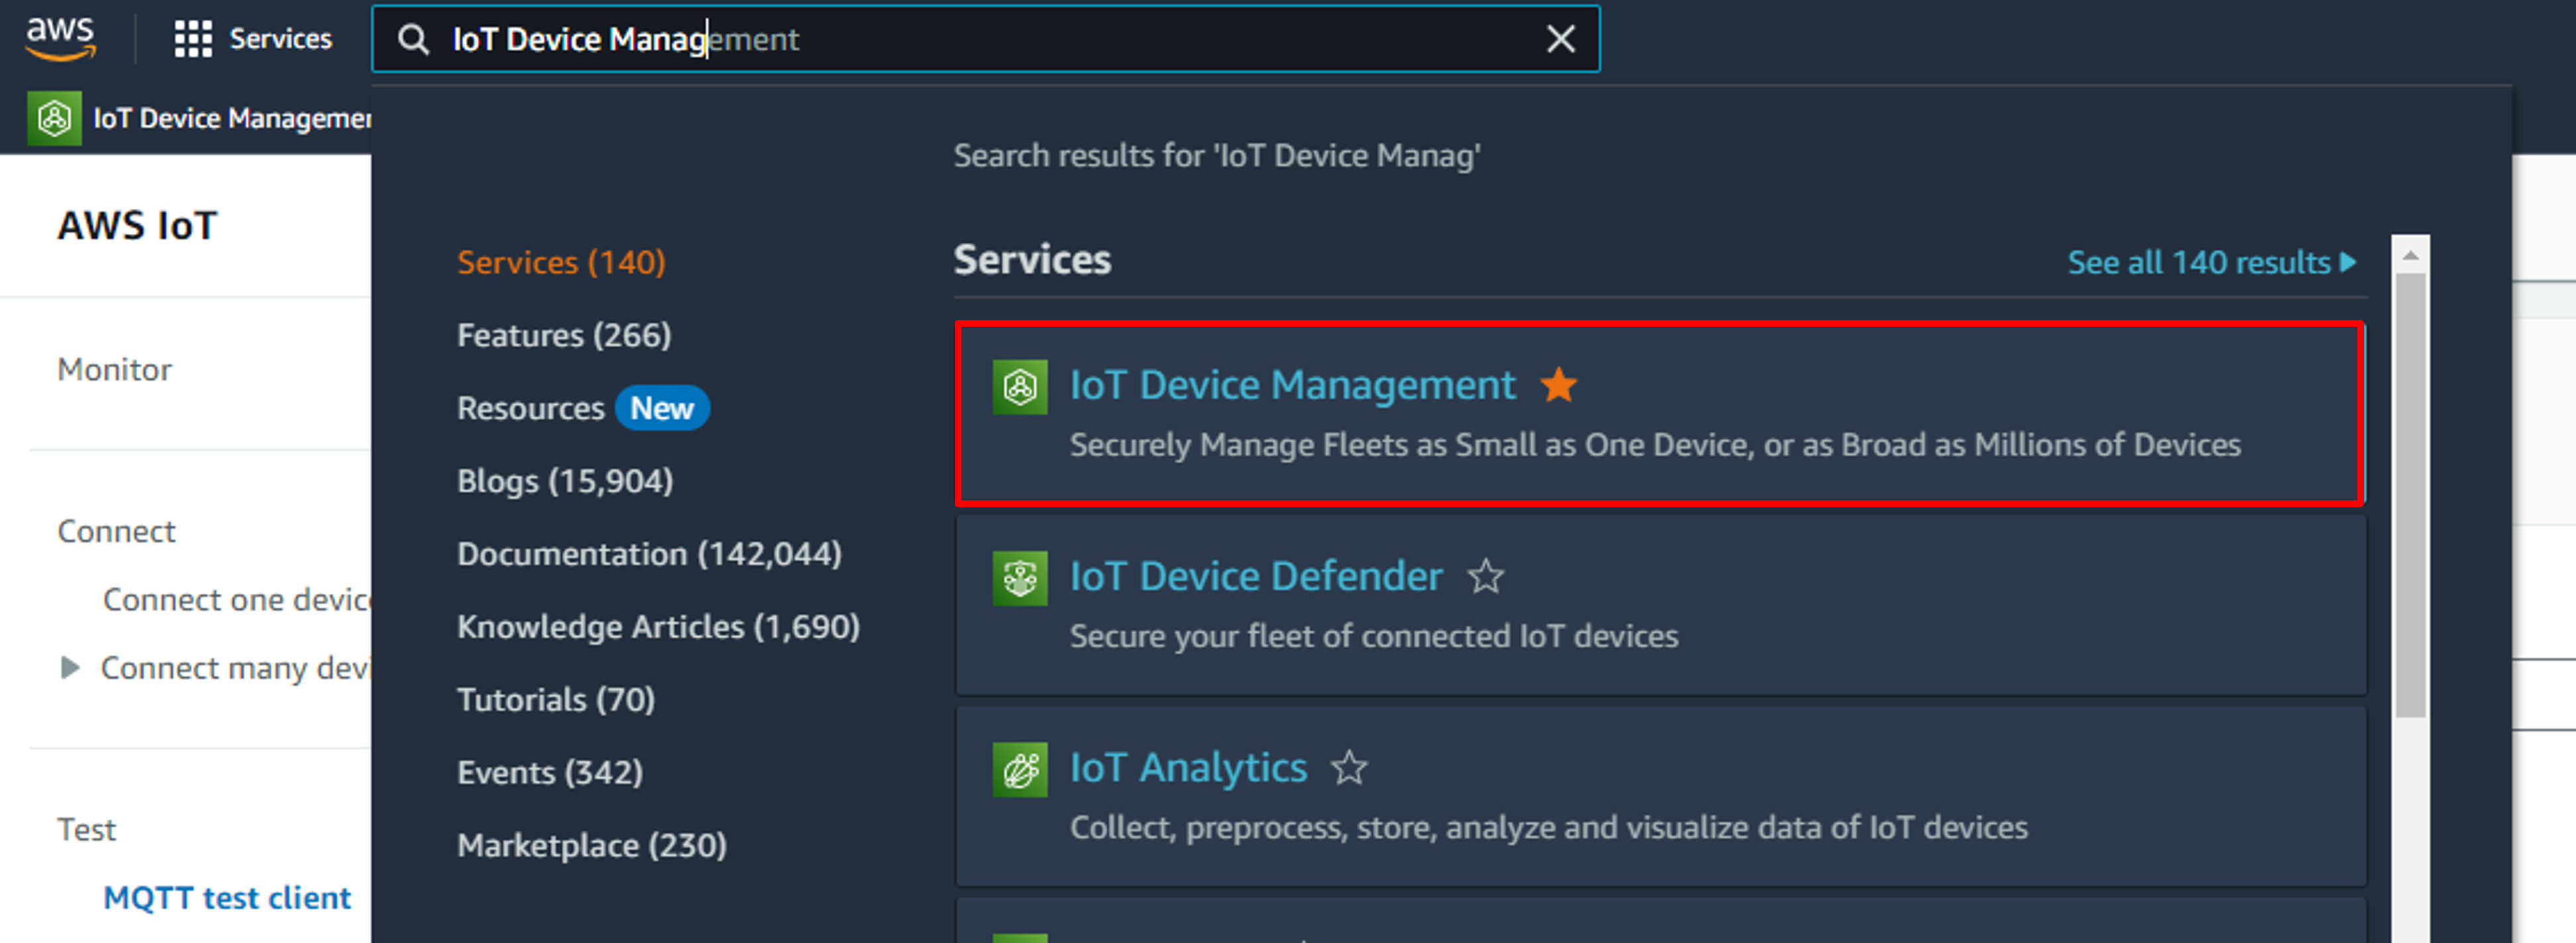 aws
Services
IoT Device Management
IoT Device Managemen
Search results for 'IoT Device Manag'
AWS IoT
Monitor
Connect
Connect one device
Connect many devi
Test
MQTT test client
Services (140)
Features (266)
Resources New
Blogs (15,904)
Documentation (142,044)
Knowledge Articles (1,690)
Tutorials (70)
Events (342)
Marketplace (230)
Services
See all 140 results
IoT Device Management
Securely Manage Fleets as Small as One Device, or as Broad as Millions of Devices
IoT Device Defender
Secure your fleet of connected IoT devices
IoT Analytics
Collect, preprocess, store, analyze and visualize data of IoT devices